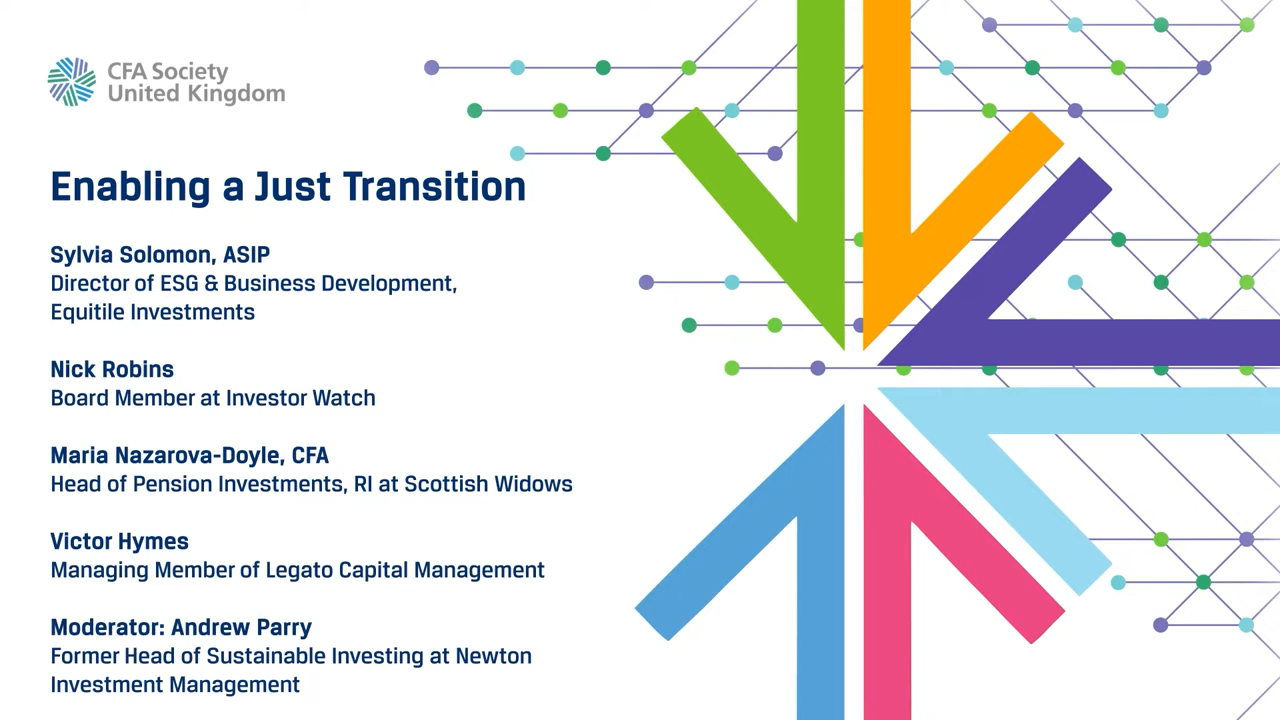 CFA Society
United Kingdom
Enabling a Just Transition
Sylvia Solomon, ASIP
Director of ESG & Business Development,
Equitile Investments
Nick Robins
Board Member at Investor Watch
Maria Nazarova-Doyle, CFA
Head of Pension Investments, RI at Scottish Widows
Victor Hymes
Managing Member of Legato Capital Management
Moderator: Andrew Parry
Former Head of Sustainable Investing at Newton
Investment Management